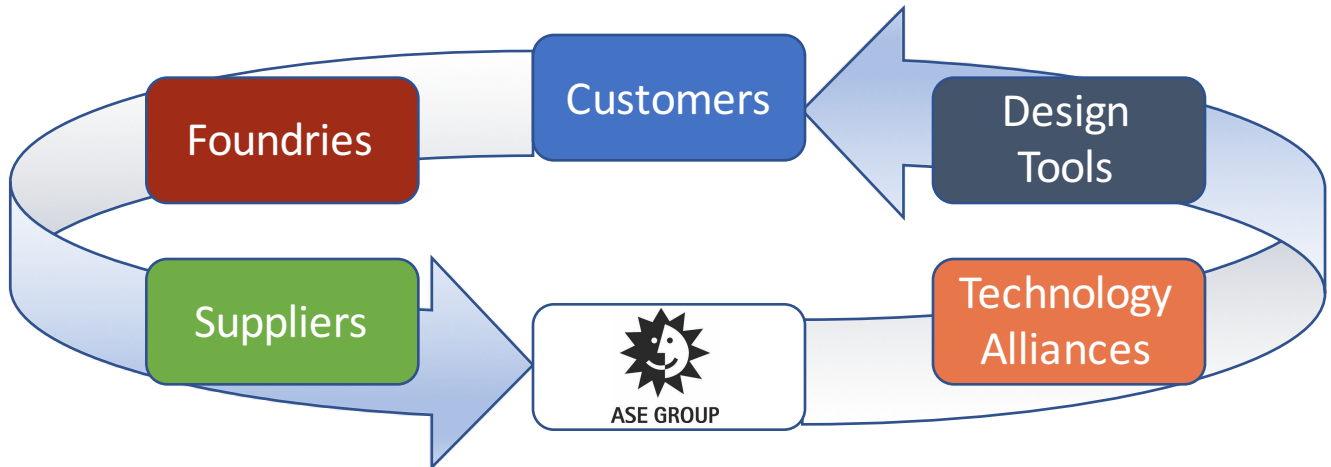 Customers
Foundries
Design
Tools
Suppliers
Technology
Alliances
ASE GROUP